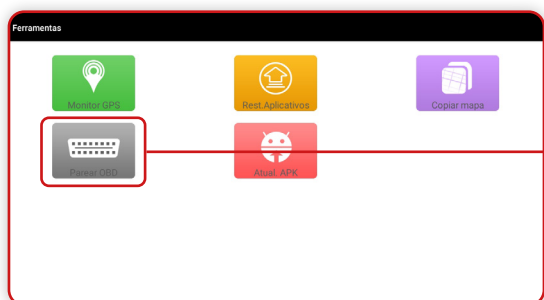 Ferramentas
Monitor GPS
Rest.Aplicativos
Copiar mapa
Parear OBD
Atual. APK